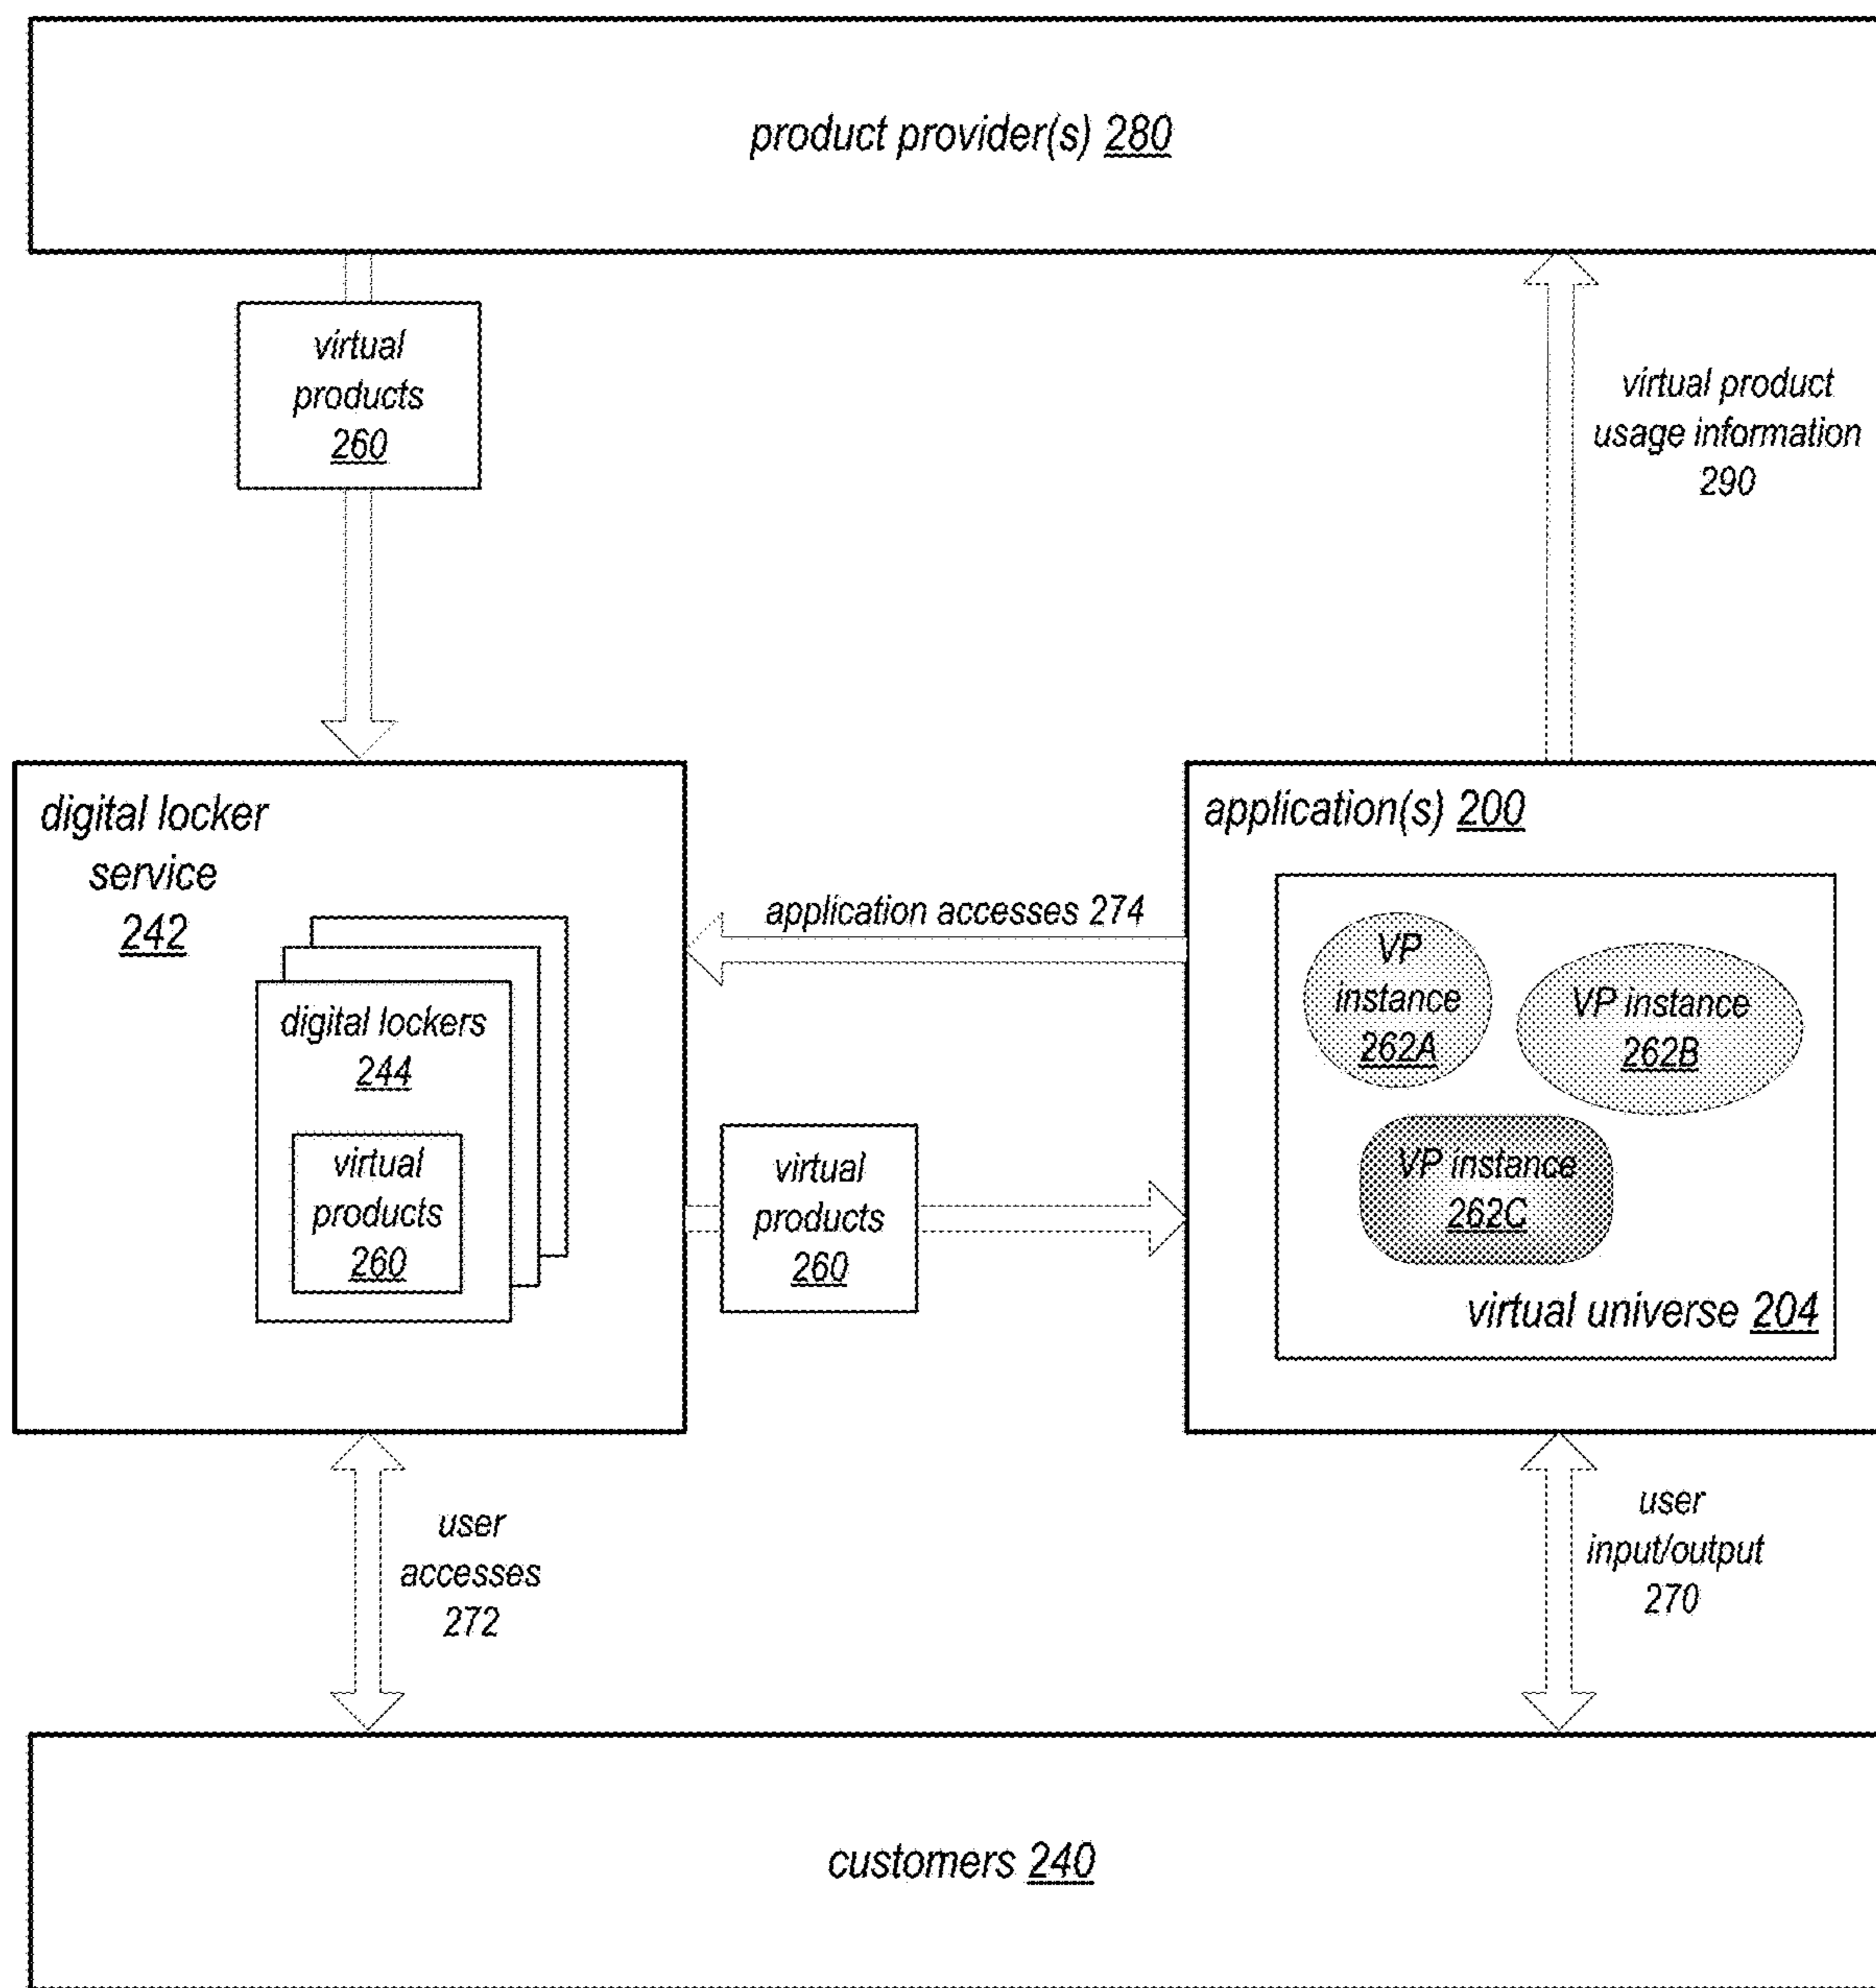 product provider(s) 280
virtual
products
260
virtual product
usage information
290
digital locker
service
242
digital lockers
244
virtual
products
260
application accesses 274
virtual
products
260
application(s) 200
VP
instance
262A
VP instance
262B
VP instance
262C
virtual universe 204
user
accesses
272
user
input/output
270
customers 240